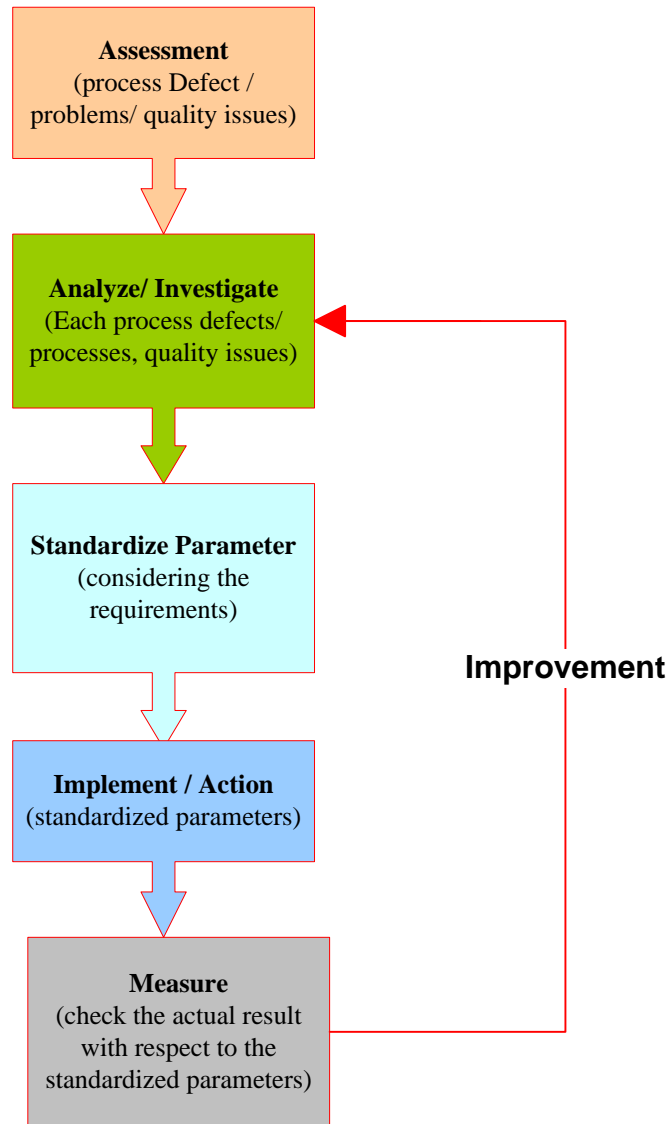 Assessment
(process Defect /
problems/ quality issues)
Analyze/ Investigate
(Each process defects/
processes, quality issues)
Standardize Parameter
(considering the
requirements)
Improvement
Implement / Action
(standardized parameters)
Measure
(check the actual result
with respect to the
standardized parameters)